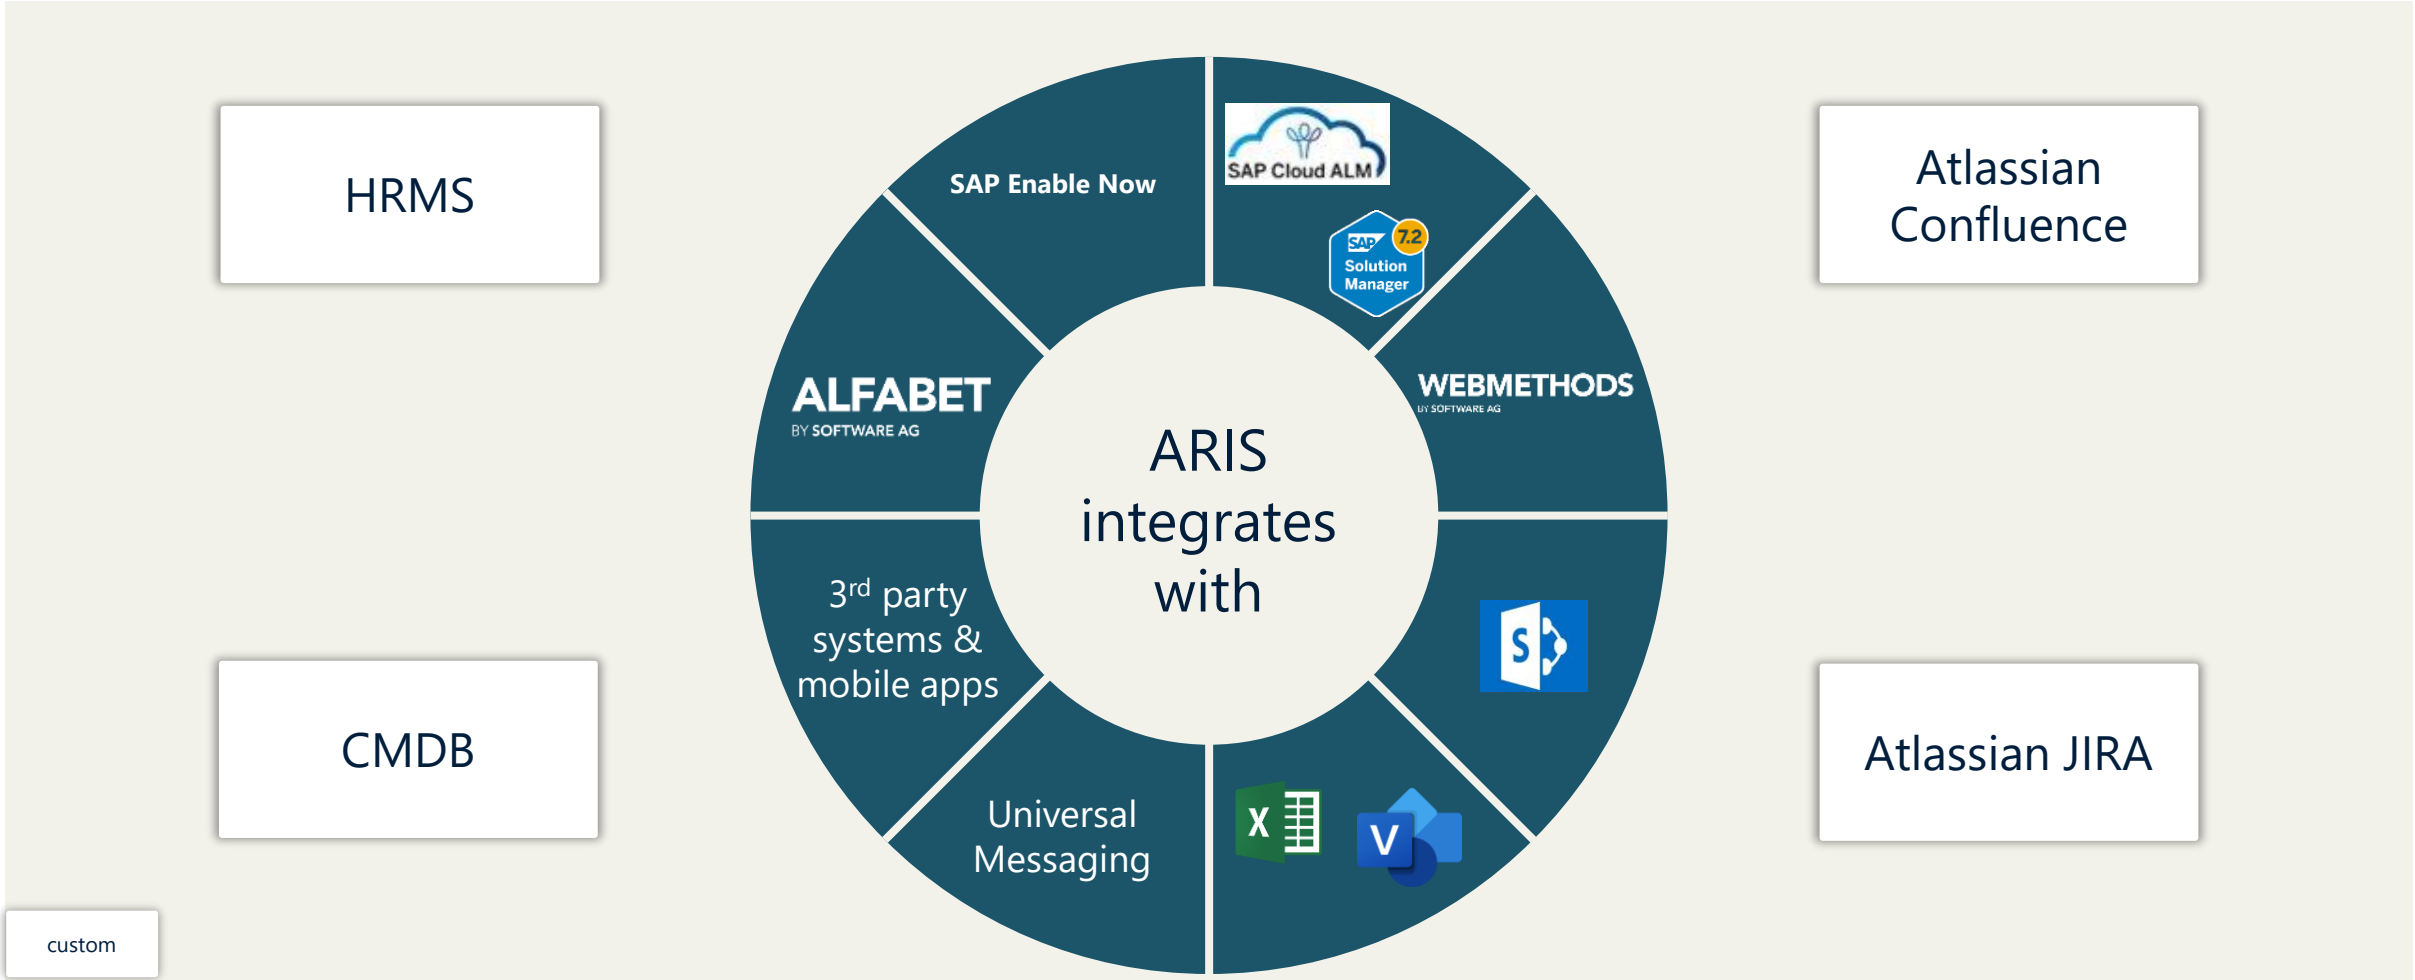 HRMS
SAP Enable Now
SAP Cloud ALM
SAP 7.2
Solution
Manager
Atlassian
Confluence
ALFABET
BY SOFTWARE AG
WEBMETHODS
BY SOFTWARE AG
ARIS
integrates
with
3rd party
systems &
mobile apps
S
CMDB
Universal
Messaging
X
V
Atlassian JIRA
custom